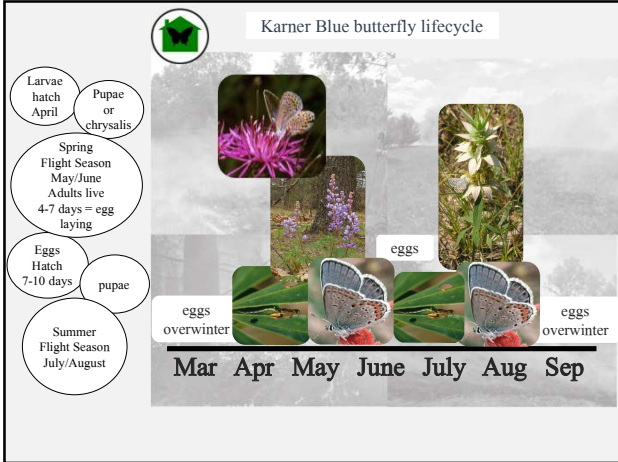 Karner Blue butterfly lifecycle
Larvae
hatch
April
Pupae
or
chrysalis
Spring
Flight Season
May/June
Adults live
4-7 days = egg
laying
Eggs
Hatch
7-10 days
pupae
Summer
Flight Season
July/August
eggs
eggs
overwinter
eggs
overwinter
Mar Apr May June July Aug Sep